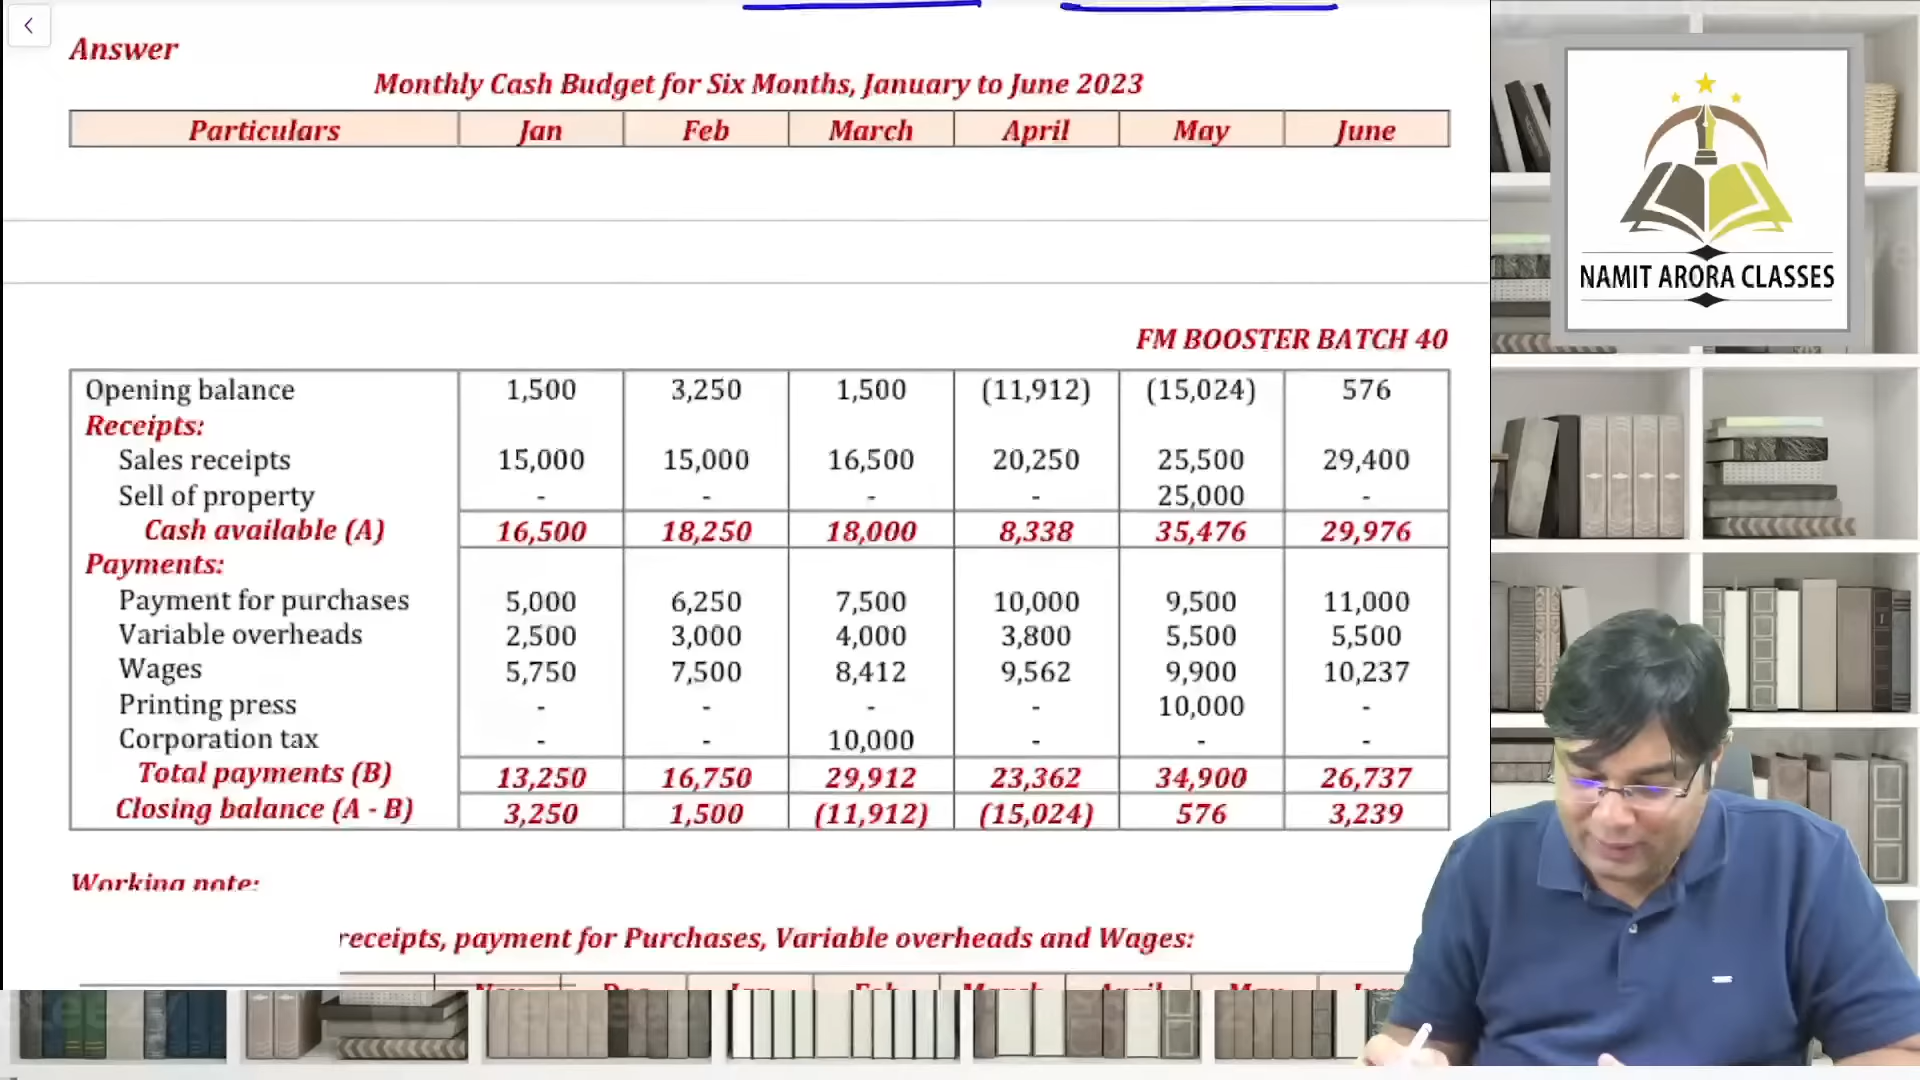 Answer
Monthly Cash Budget for Six Months, January to June 2023
Particulars Jan Feb March April May June
FM BOOSTER BATCH 40
Opening balance 1,500 3,250 1,500 (11,912) (15,024) 576
Receipts:
Sales receipts 15,000 15,000 16,500 20,250 25,500 29,400
Sell of property - - - - 25,000 -
Cash available (A) 16,500 18,250 18,000 8,338 35,476 29,976
Payments:
Payment for purchases 5,000 6,250 7,500 10,000 9,500 11,000
Variable overheads 2,500 3,000 4,000 3,800 5,500 5,500
Wages 5,750 7,500 8,412 9,562 9,900 10,237
Printing press - - - - 10,000 -
Corporation tax - - 10,000 - - -
Total payments (B) 13,250 16,750 29,912 23,362 34,900 26,737
Closing balance (A - B) 3,250 1,500 (11,912) (15,024) 576 3,239
Working note:
receipts, payment for Purchases, Variable overheads and Wages:
Nov Dec Jan Feb March April May June
NAMIT ARORA CLASSES